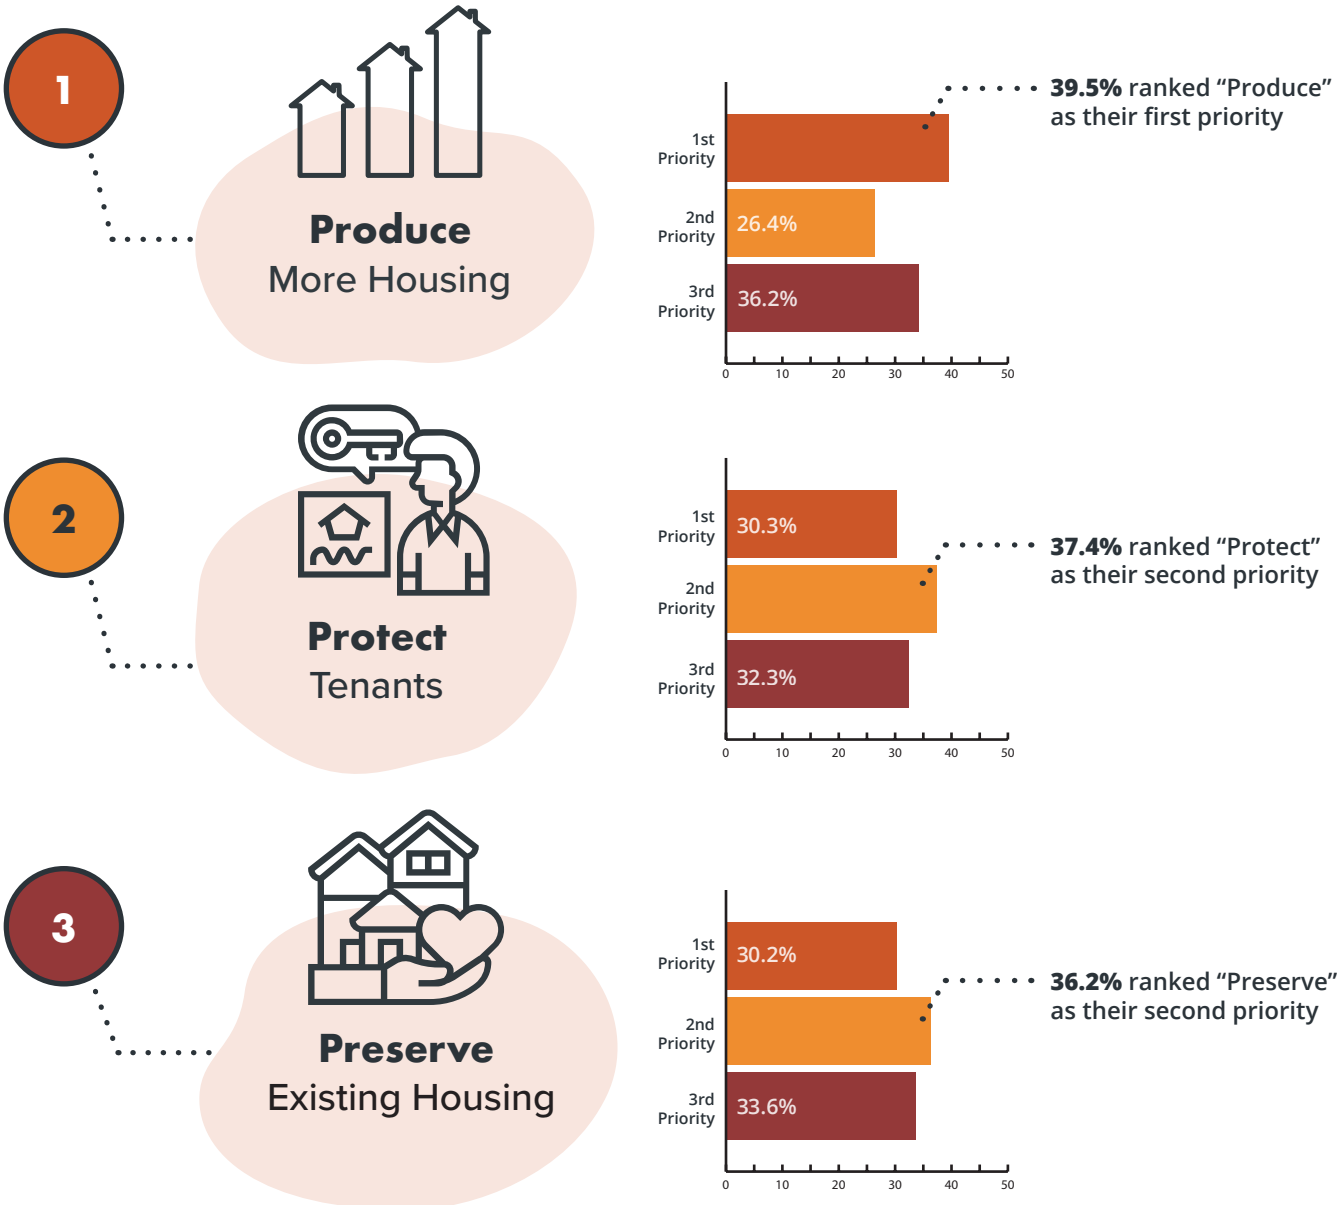 1
Produce
More Housing
39.5% ranked “Produce”
as their first priority
1st
Priority
2nd
Priority
26.4%
3rd
Priority
36.2%
0 10 20 30 40 50
2
Protect
Tenants
1st
Priority
30.3%
37.4% ranked “Protect”
as their second priority
2nd
Priority
3rd
Priority
32.3%
0 10 20 30 40 50
3
Preserve
Existing Housing
1st
Priority
30.2%
36.2% ranked “Preserve”
as their second priority
2nd
Priority
3rd
Priority
33.6%
0 10 20 30 40 50